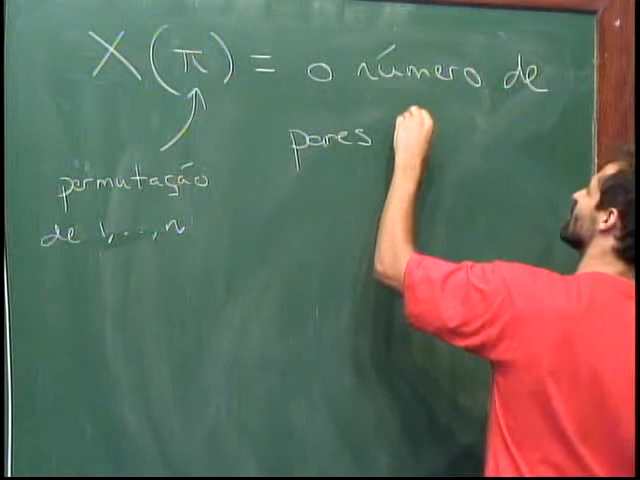 X(π) = o número de
pares
permutação
de 1,...,n